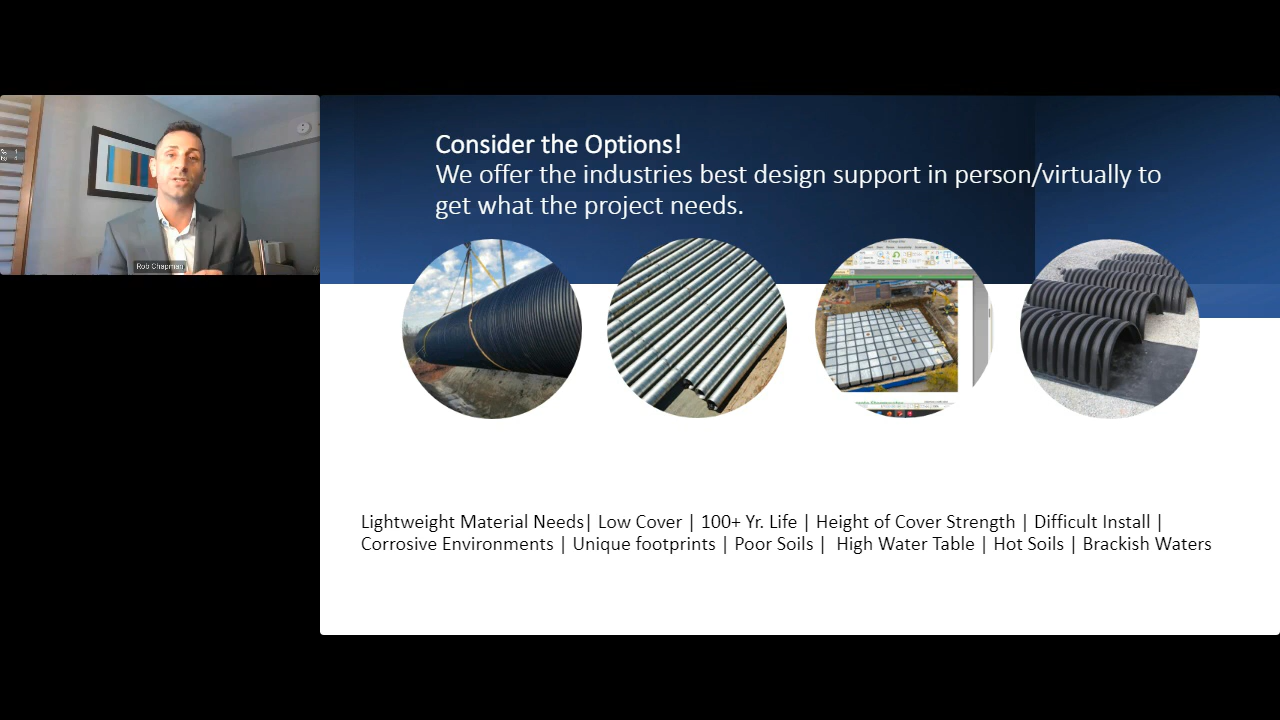 Consider the Options!
We offer the industries best design support in person/virtually to
get what the project needs.
Rob Chapman
Lightweight Material Needs| Low Cover | 100+ Yr. Life | Height of Cover Strength | Difficult Install |
Corrosive Environments | Unique footprints | Poor Soils | High Water Table | Hot Soils | Brackish Waters